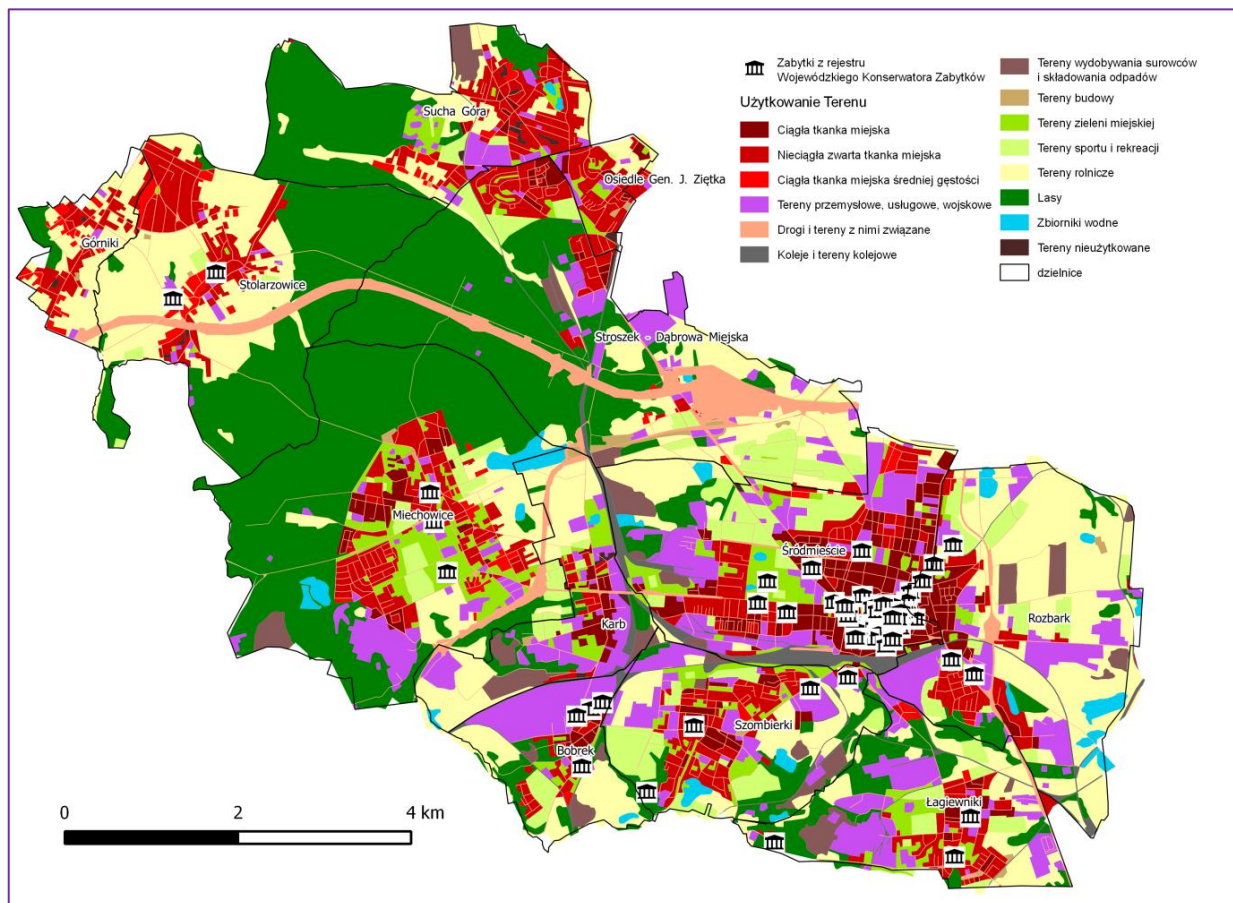 Zabytki z rejestru
Wojewódzkiego Konserwatora Zabytków
Użytkowanie Terenu
Ciągła tkanka miejska
Nieciągła zwarta tkanka miejska
Ciągła tkanka miejska średniej gęstości
Tereny przemysłowe, usługowe, wojskowe
Drogi i tereny z nimi związane
Koleje i tereny kolejowe
Tereny wydobywania surowców
i składowania odpadów
Tereny budowy
Tereny zieleni miejskiej
Tereny sportu i rekreacji
Tereny rolnicze
Lasy
Zbiorniki wodne
Tereny nieużytkowane
dzielnice
Sucha Góra
Osiedle Gen. J. Ziętka
Górniki
Stolarzowice
Stroszek - Dąbrowa Miejska
Miechowice
Śródmieście
Karb
Rozbark
Szombierki
Bobrek
Łagiewniki
0 2 4 km